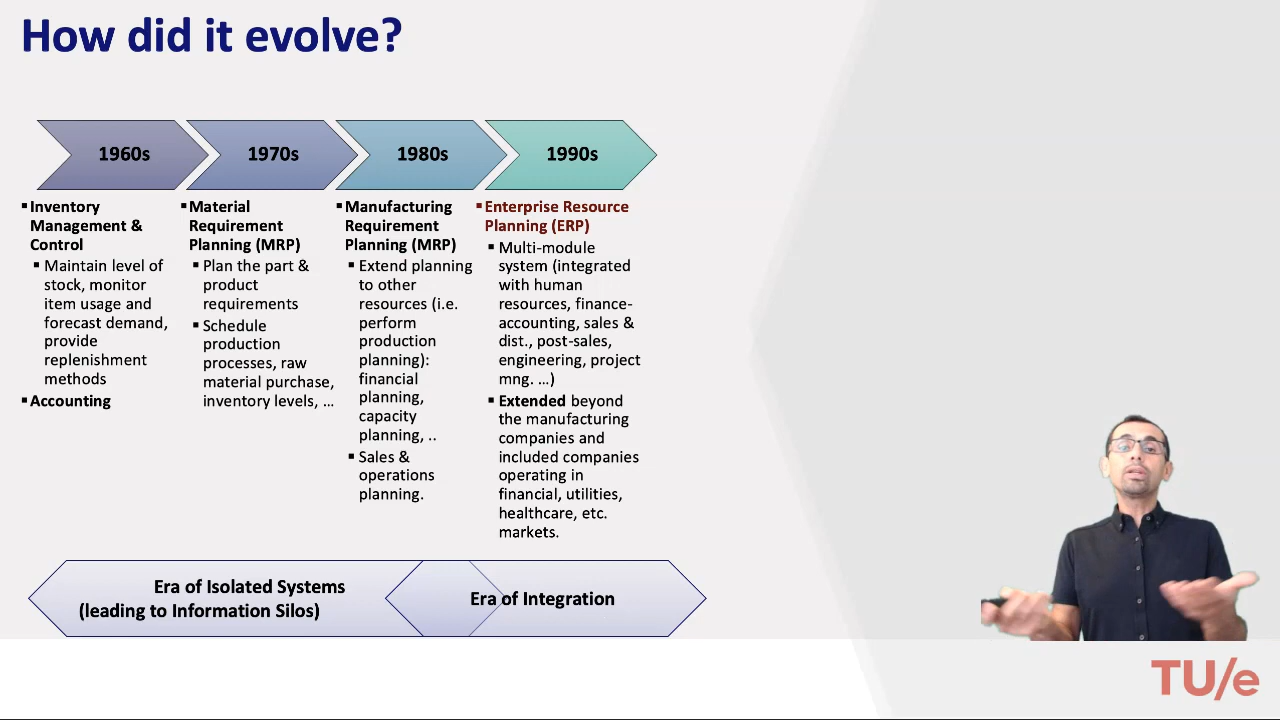 How did it evolve?
1960s
1970s
1980s
1990s
▪Inventory
Management &
Control
▪ Maintain level of
stock, monitor
item usage and
forecast demand,
provide
replenishment
methods
▪Accounting
▪Material
Requirement
Planning (MRP)
▪ Plan the part &
product
requirements
▪ Schedule
production
processes, raw
material purchase,
inventory levels, …
▪Manufacturing
Requirement
Planning (MRP)
▪ Extend planning
to other
resources (i.e.
perform
production
planning):
financial
planning,
capacity
planning, ..
▪ Sales &
operations
planning.
▪Enterprise Resource
Planning (ERP)
▪ Multi-module
system (integrated
with human
resources, finance-
accounting, sales &
dist., post-sales,
engineering, project
mng. …)
▪ Extended beyond
the manufacturing
companies and
included companies
operating in
financial, utilities,
healthcare, etc.
markets.
Era of Isolated Systems
(leading to Information Silos)
Era of Integration
TU/e